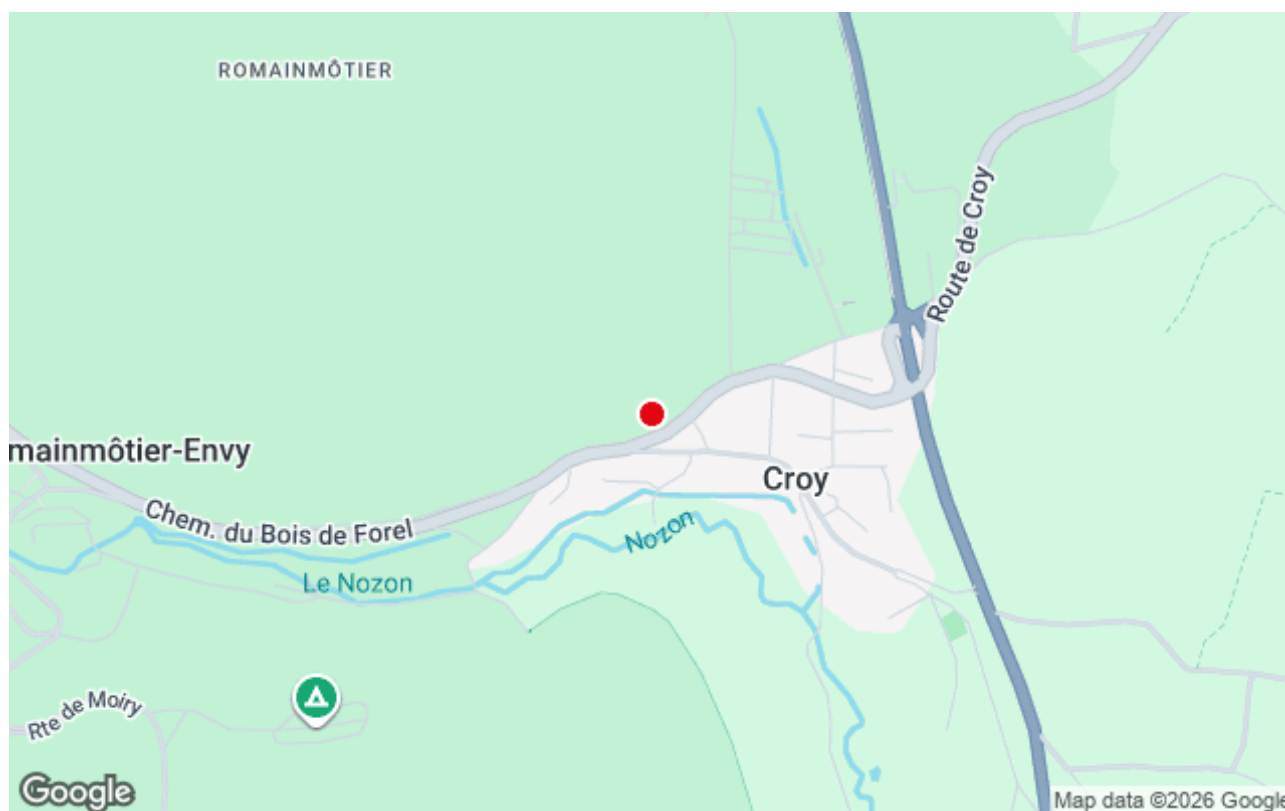 ROMAINMÔTIER
Route de Croy
mainmôtier-Envy
Croy
Chem. du Bois de Forel
Nozon
Le Nozon
Rte de Moiry
Google
Map data ©2026 Google